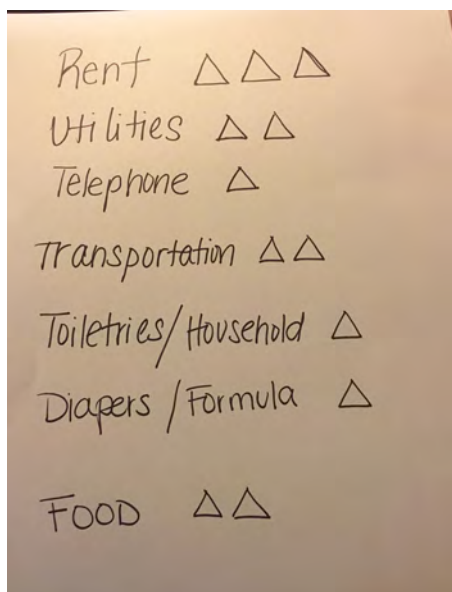 Rent △ △ △
Utilities △ △
Telephone △
Transportation △ △
Toiletries/Household △
Diapers/Formula △
FOOD △ △